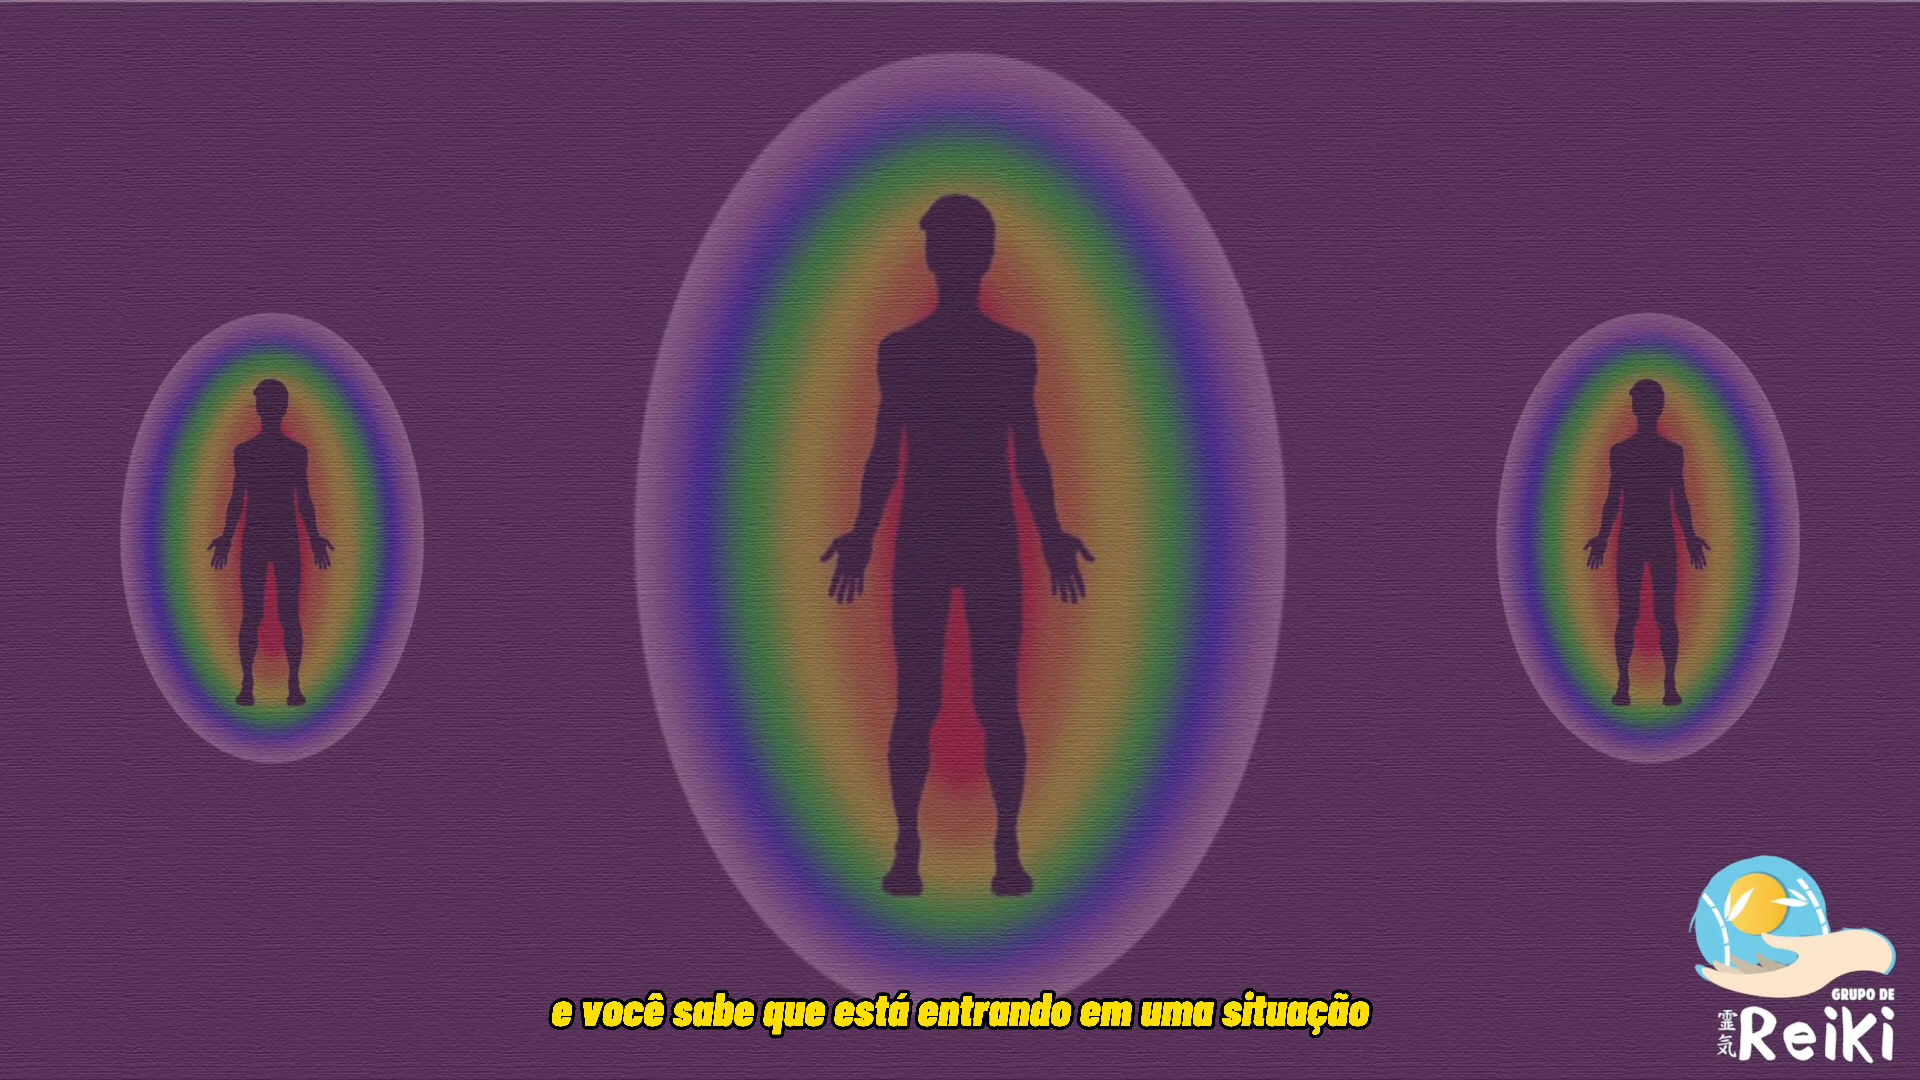 e você sabe que está entrando em uma situação
GRUPO DE
霊気
Reiki